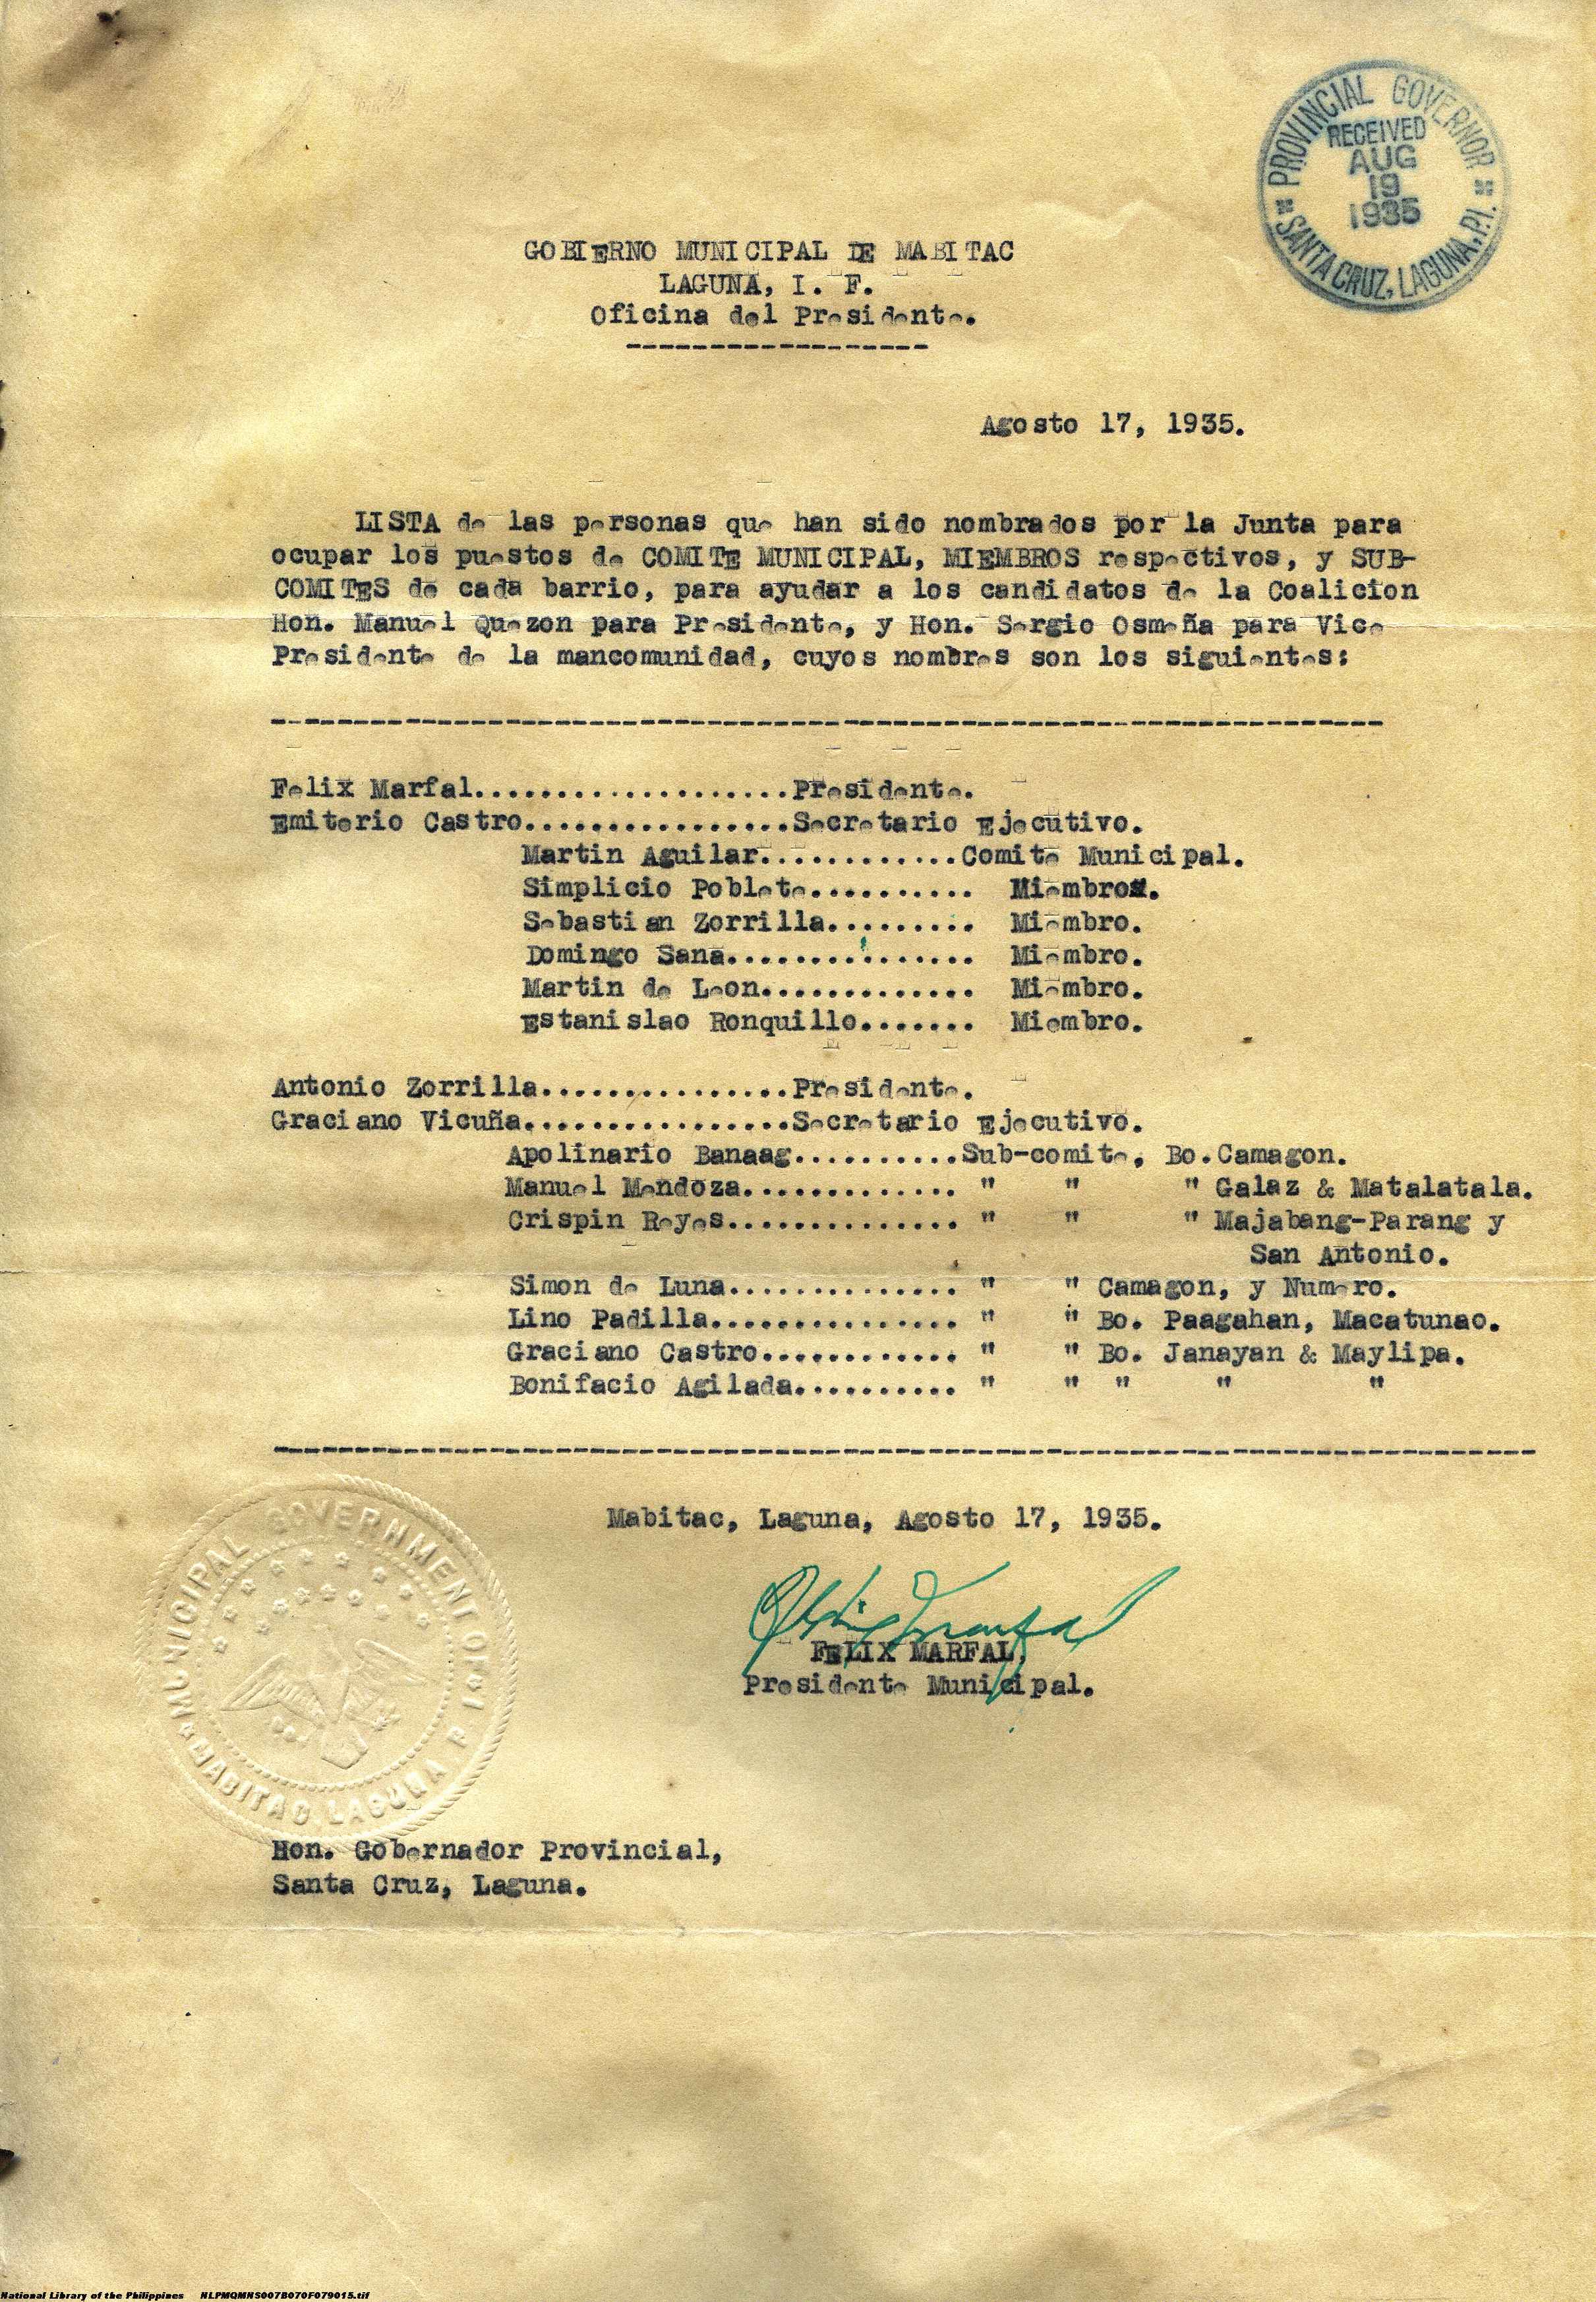 PROVINCIAL GOVERNOR
RECEIVED
AUG
19
1935
SANTA CRUZ, LAGUNA, P.I.
GOBIERNO MUNICIPAL DE MABITAC
LAGUNA, I. F.
Oficina del Presidente.
------------------
Agosto 17, 1935.
LISTA de las personas que han sido nombrados por la Junta para
ocupar los puestos de COMITE MUNICIPAL, MIEMBROS respectivos, y SUB-
COMITES de cada barrio, para ayudar a los candidatos de la Coalicion
Hon. Manuel Quezon para Presidente, y Hon. Sergio Osmeña para Vice
Presidente de la mancomunidad, cuyos nombres son los siguientes:
Felix Marfal...................Presidente.
Emiterio Castro................Secretario Ejecutivo.
Martin Aguilar............Comite Municipal.
Simplicio Poblete.......... Miembro.
Sebastian Zorrilla......... Miembro.
Domingo Sana............... Miembro.
Martin de Leon............. Miembro.
Estanislao Ronquillo....... Miembro.
Antonio Zorrilla...............Presidente.
Graciano Vicuña................Secretario Ejecutivo.
Apolinario Banaag..........Sub-comite, Bo.Camagon.
Manuel Mendoza............. " " " Galaz & Matalatala.
Crispin Reyes.............. " " " Majabang-Parang y
San Antonio.
Simon de Luna.............. " " Camagon, y Numero.
Lino Padilla............... " " Bo. Paagahan, Macatunao.
Graciano Castro............ " " Bo. Janayan & Maylipa.
Bonifacio Agilada.......... " " " " "
Mabitac, Laguna, Agosto 17, 1935.
Felix Marfal
FELIX MARFAL,
Presidente Municipal.
MUNICIPAL GOVERNMENT OF
MABITAC LAGUNA P I
Hon. Gobernador Provincial,
Santa Cruz, Laguna.
National Library of the Philippines NLPMQMNS007B070F079015.tif